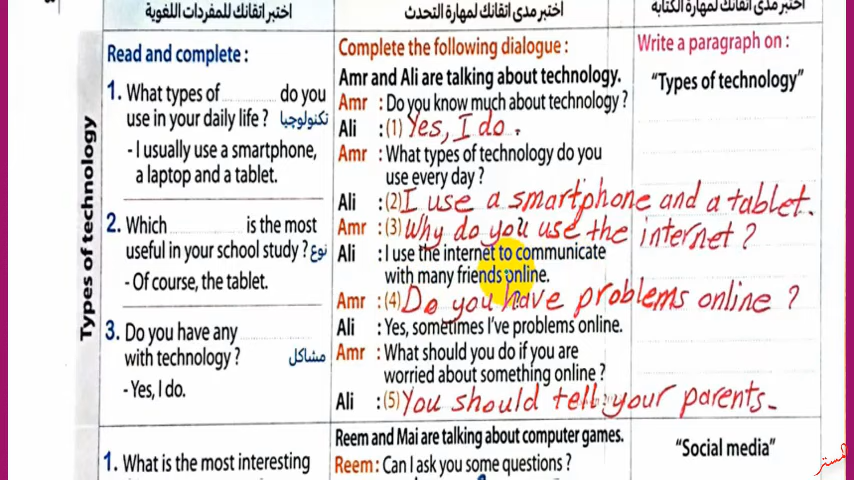 اختبر اتقانك للمفردات اللغوية
اختبر مدى اتقانك لمهارة التحدث
اختبر مدى اتقانك لمهارة الكتابة
Types of technology
Read and complete :
1. What types of ........ do you
use in your daily life ? تكنولوجيا
- I usually use a smartphone,
a laptop and a tablet.
2. Which ........ is the most
useful in your school study ? نوع
- Of course, the tablet.
3. Do you have any ........
with technology ? مشاكل
- Yes, I do.
Complete the following dialogue :
Amr and Ali are talking about technology.
Amr : Do you know much about technology ?
Ali : (1) Yes, I do .
Amr : What types of technology do you
use every day ?
Ali : (2) I use a smartphone and a tablet.
Amr : (3) Why do you use the internet ?
Ali : I use the internet to communicate
with many friends online.
Amr : (4) Do you have problems online ?
Ali : Yes, sometimes I've problems online.
Amr : What should you do if you are
worried about something online ?
Ali : (5) You should tell your parents.
Write a paragraph on :
"Types of technology"
1. What is the most interesting
Reem and Mai are talking about computer games.
Reem : Can I ask you some questions ?
"Social media"